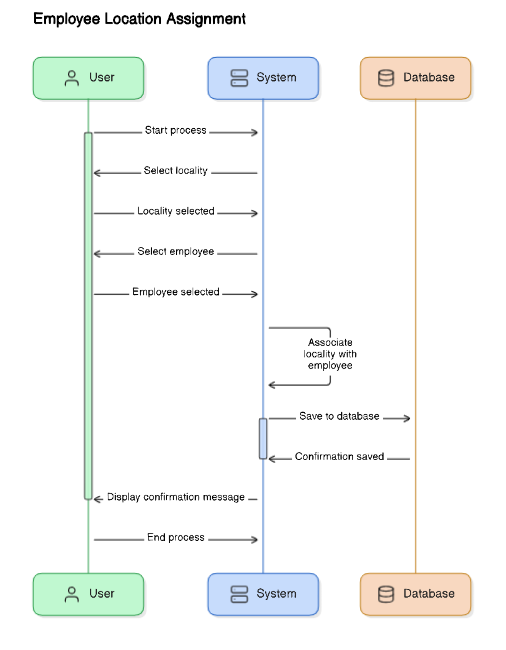 Employee Location Assignment
User
System
Database
Start process
Select locality
Locality selected
Select employee
Employee selected
Associate
locality with
employee
Save to database
Confirmation saved
Display confirmation message
End process
User
System
Database